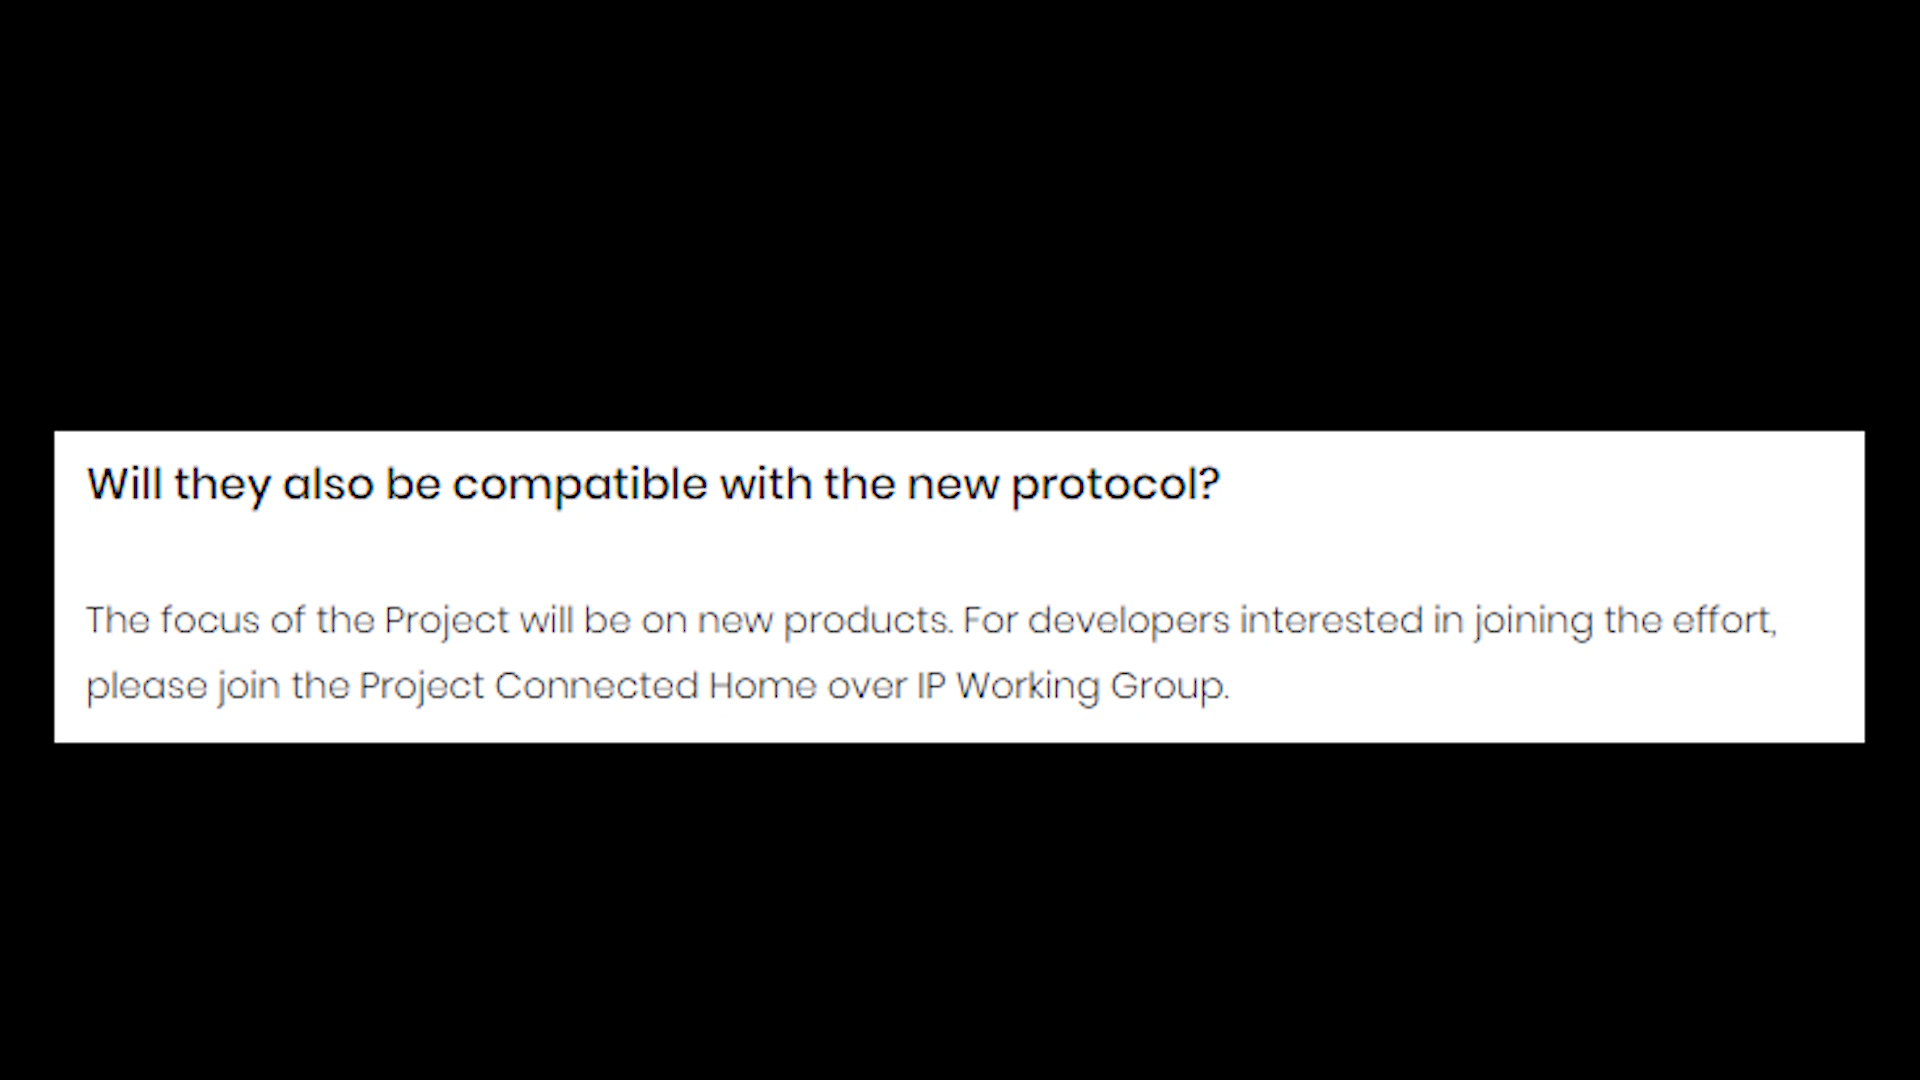 Will they also be compatible with the new protocol?
The focus of the Project will be on new products. For developers interested in joining the effort,
please join the Project Connected Home over IP Working Group.